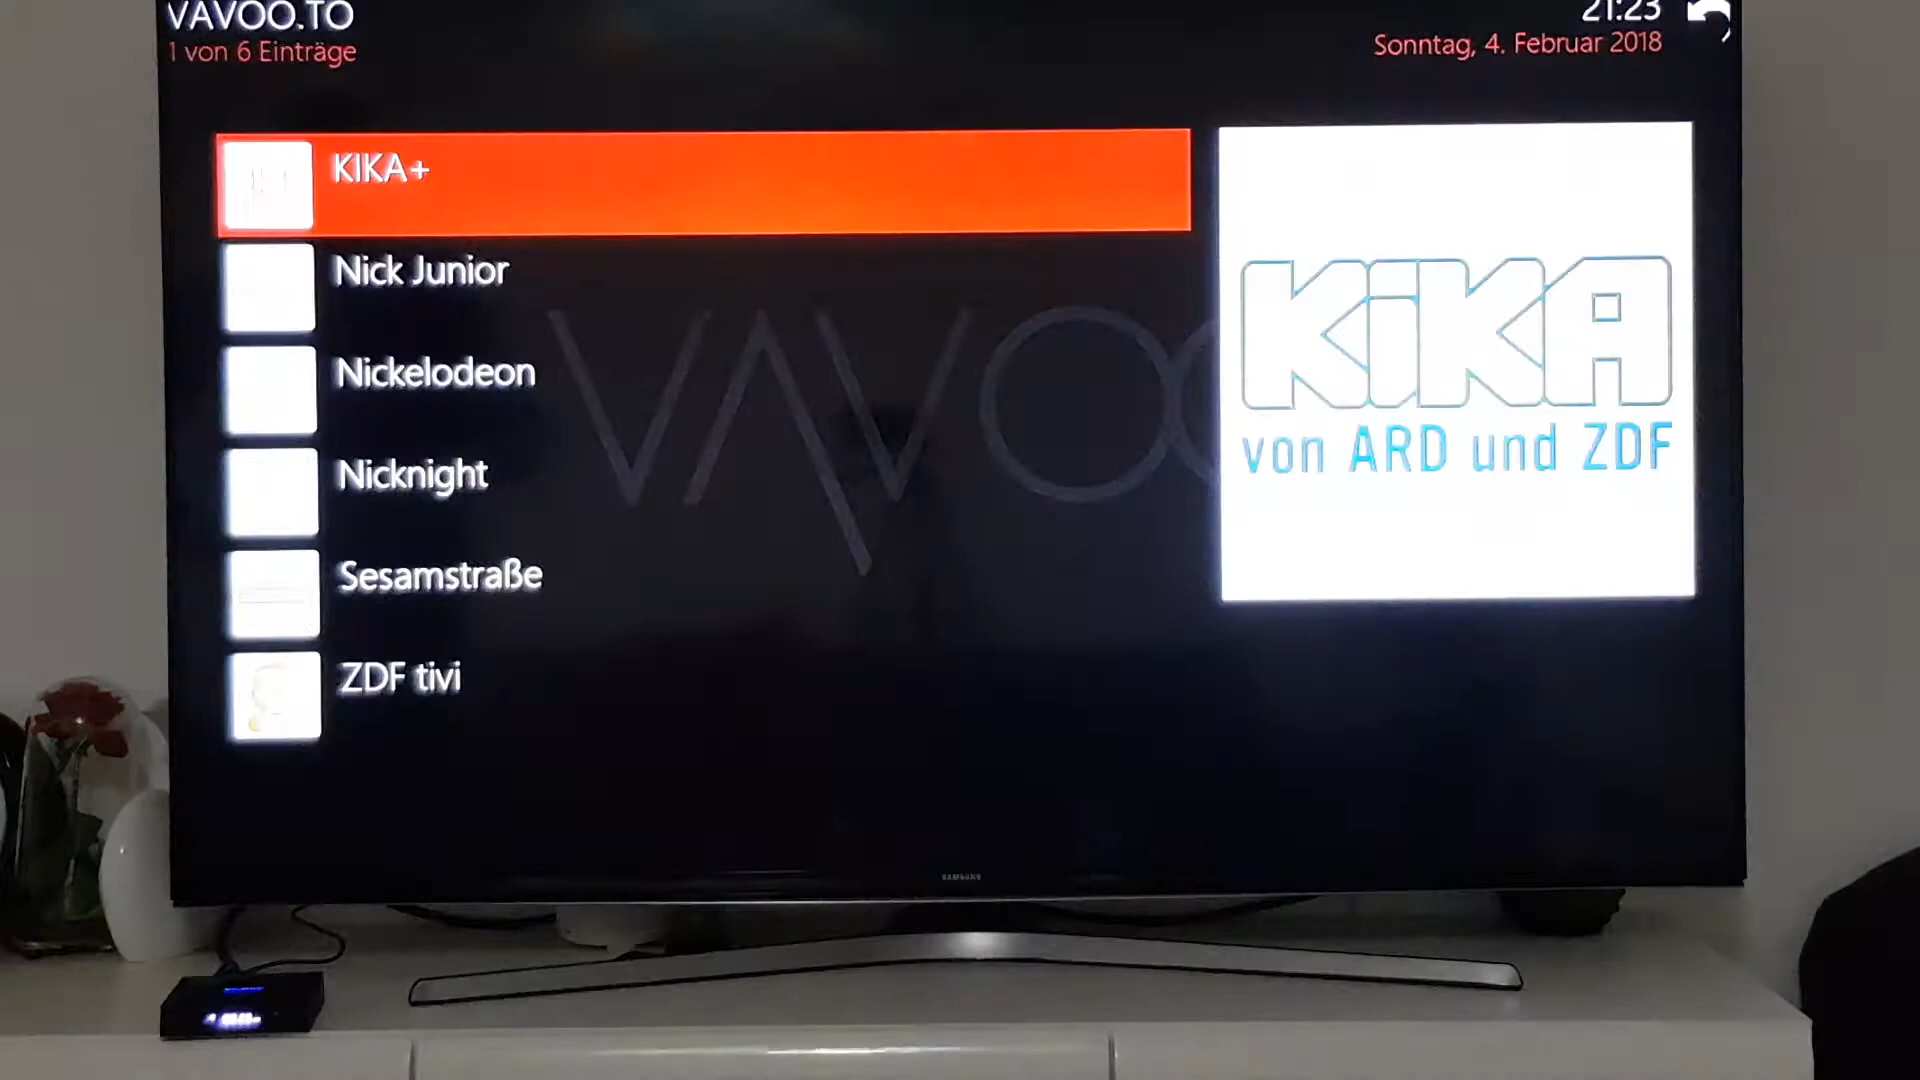 VAVOO.TO
1 von 6 Einträge
21:23
Sonntag, 4. Februar 2018
KIKA+
Nick Junior
Nickelodeon
Nicknight
Sesamstraße
ZDF tivi
VAVOO
KiKA
von ARD und ZDF
SAMSUNG